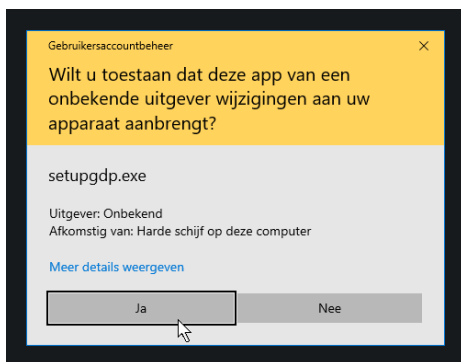 Gebruikersaccountbeheer
Wilt u toestaan dat deze app van een
onbekende uitgever wijzigingen aan uw
apparaat aanbrengt?
setupgdp.exe
Uitgever: Onbekend
Afkomstig van: Harde schijf op deze computer
Meer details weergeven
Ja
Nee